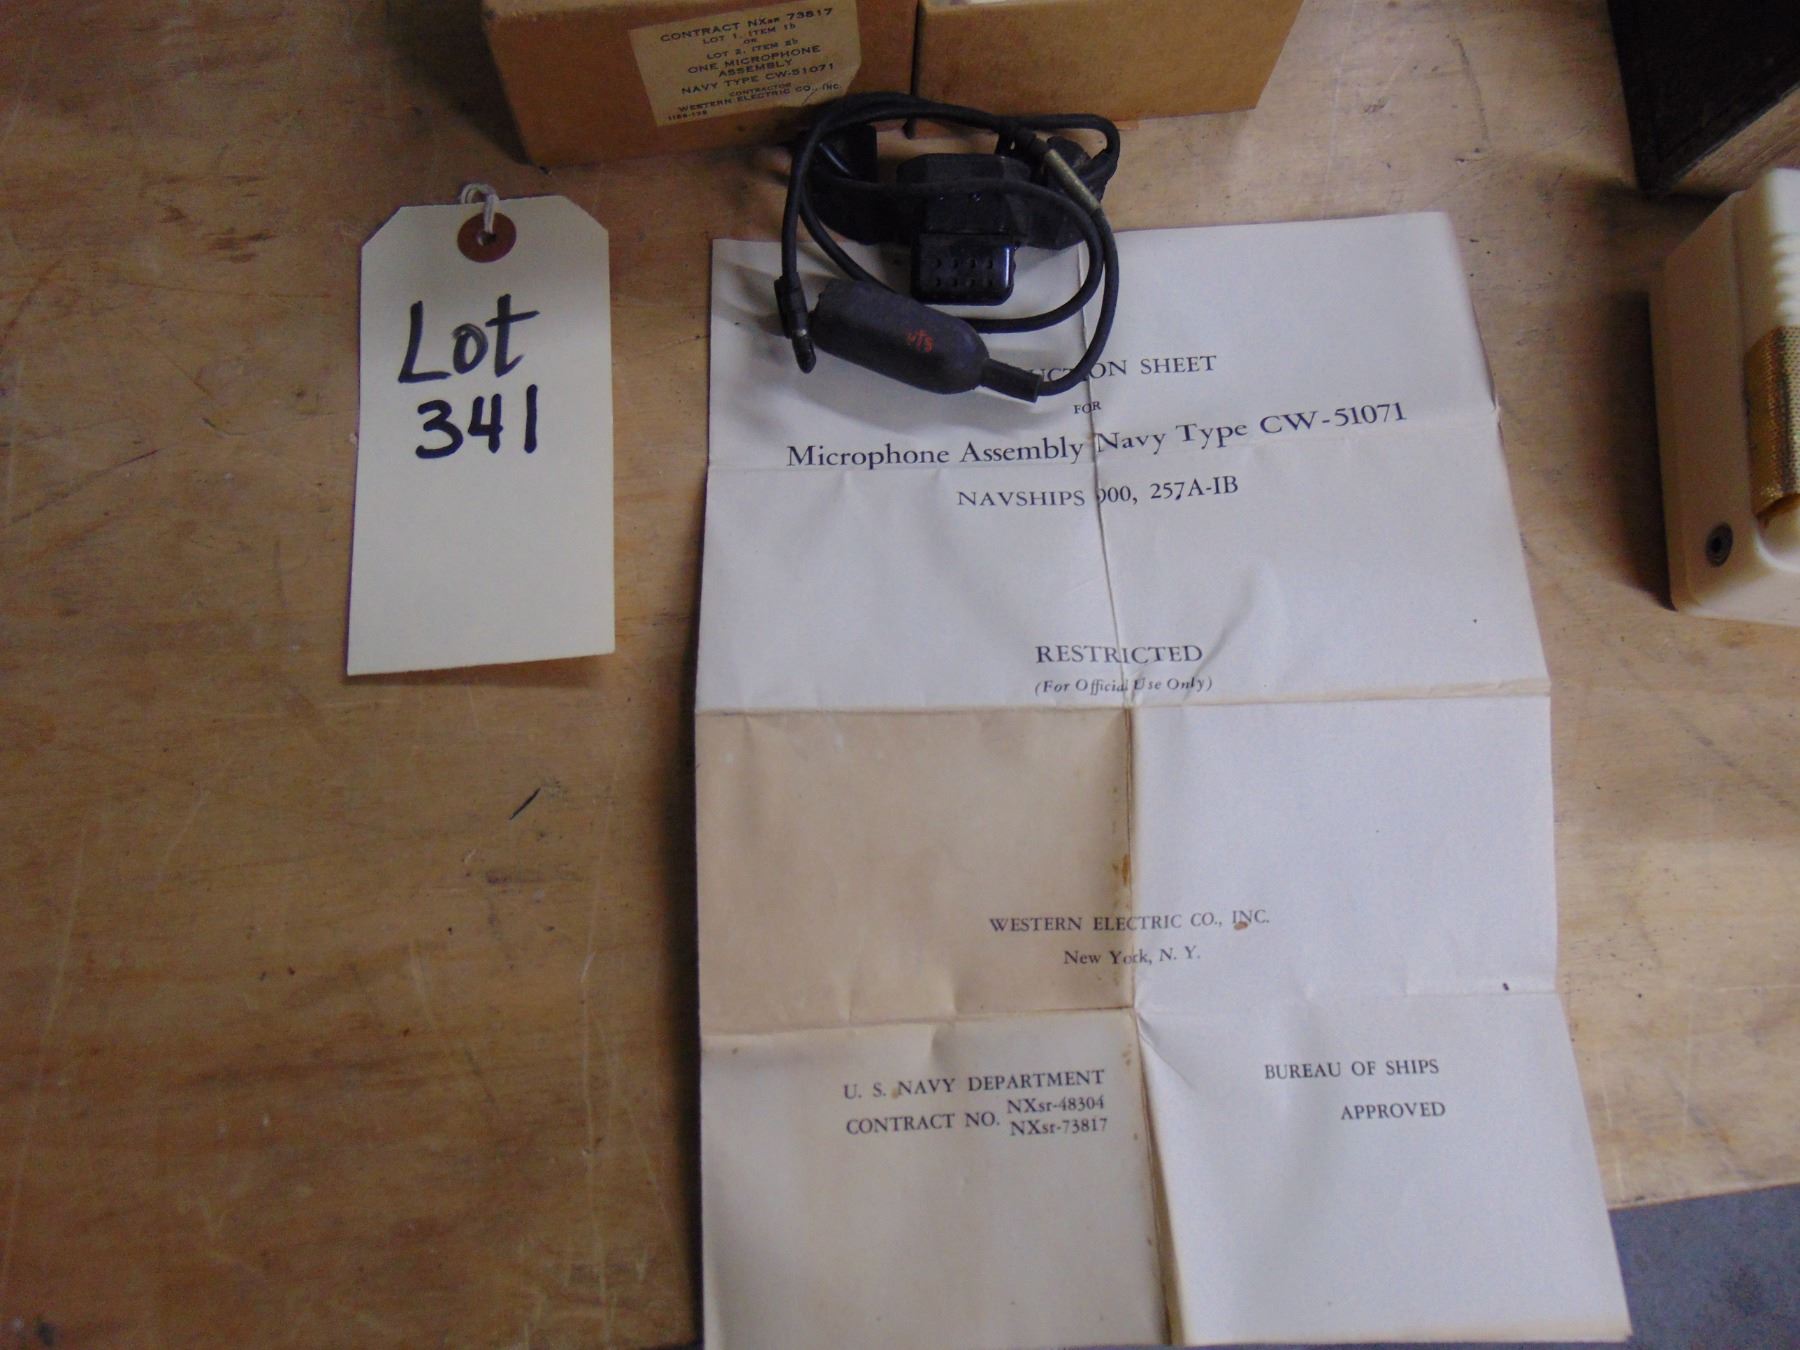 CONTRACT NXsr 73817
LOT 1, ITEM 1b
OR
LOT 2, ITEM 2b
ONE MICROPHONE
ASSEMBLY
NAVY TYPE CW-51071
CONTRACTOR
WESTERN ELECTRIC CO., INC.
Lot
341
UCTION SHEET
FOR
Microphone Assembly Navy Type CW-51071
NAVSHIPS 900, 257A-IB
RESTRICTED
(For Official Use Only)
WESTERN ELECTRIC CO., INC.
New York, N. Y.
U. S. NAVY DEPARTMENT
CONTRACT NO. NXsr-48304
NXsr-73817
BUREAU OF SHIPS
APPROVED